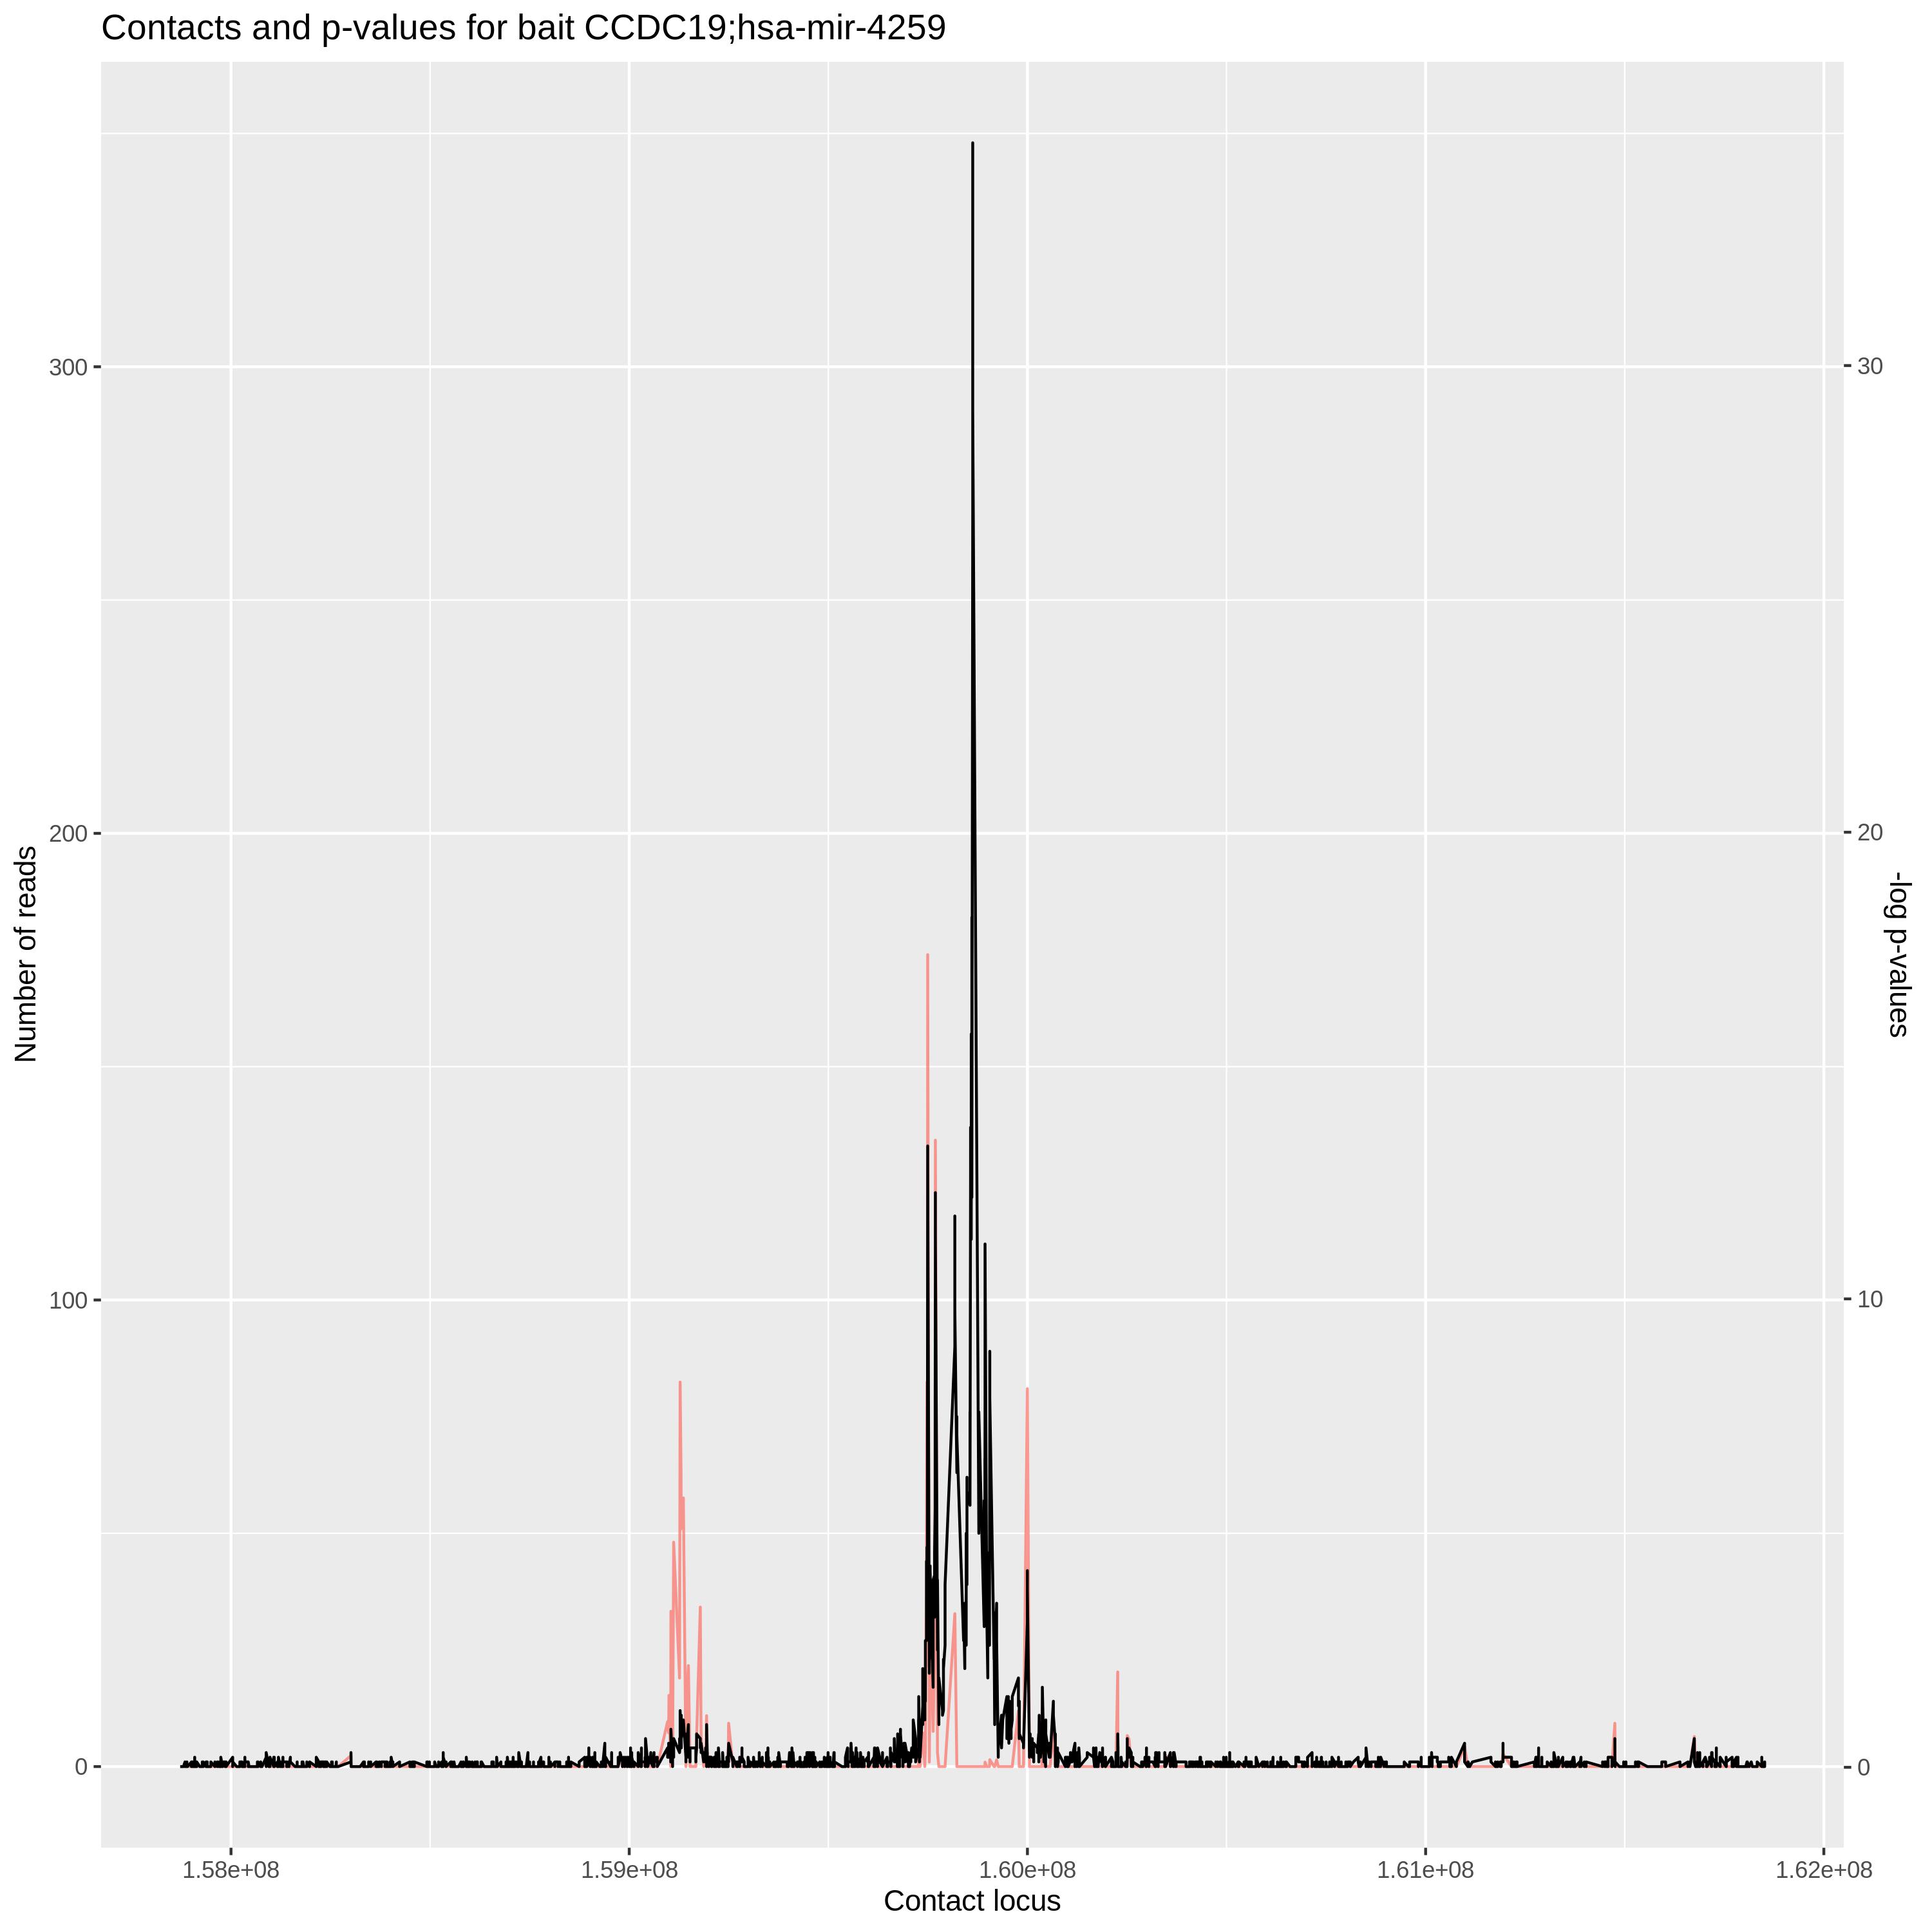 Contacts and p-values for bait CCDC19;hsa-mir-4259
300
200
100
0
Number of reads
30
20
10
0
-log p-values
1.58e+08 1.59e+08 1.60e+08 1.61e+08 1.62e+08
Contact locus